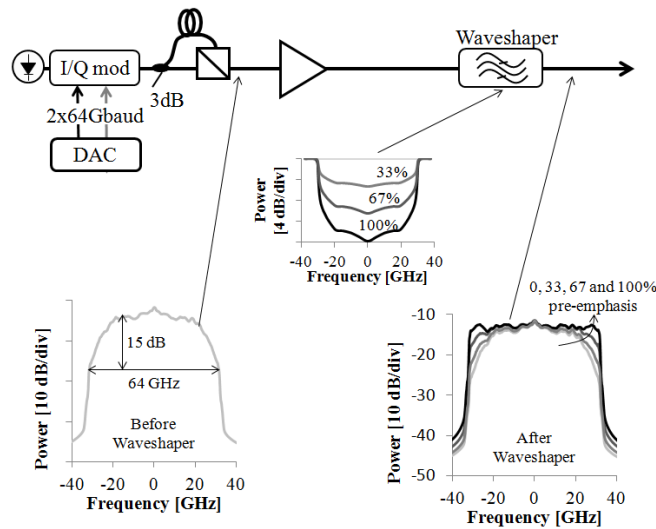 Waveshaper
I/Q mod
3dB
2x64Gbaud
DAC
Power
[4 dB/div]
33%
67%
100%
-40 -20 0 20 40
Frequency [GHz]
0, 33, 67 and 100%
pre-emphasis
Power [10 dB/div]
15 dB
64 GHz
Before
Waveshaper
-40 -20 0 20 40
Frequency [GHz]
Power [10 dB/div]
-10
-20
-30
-40
-50
After
Waveshaper
-40 -20 0 20 40
Frequency [GHz]